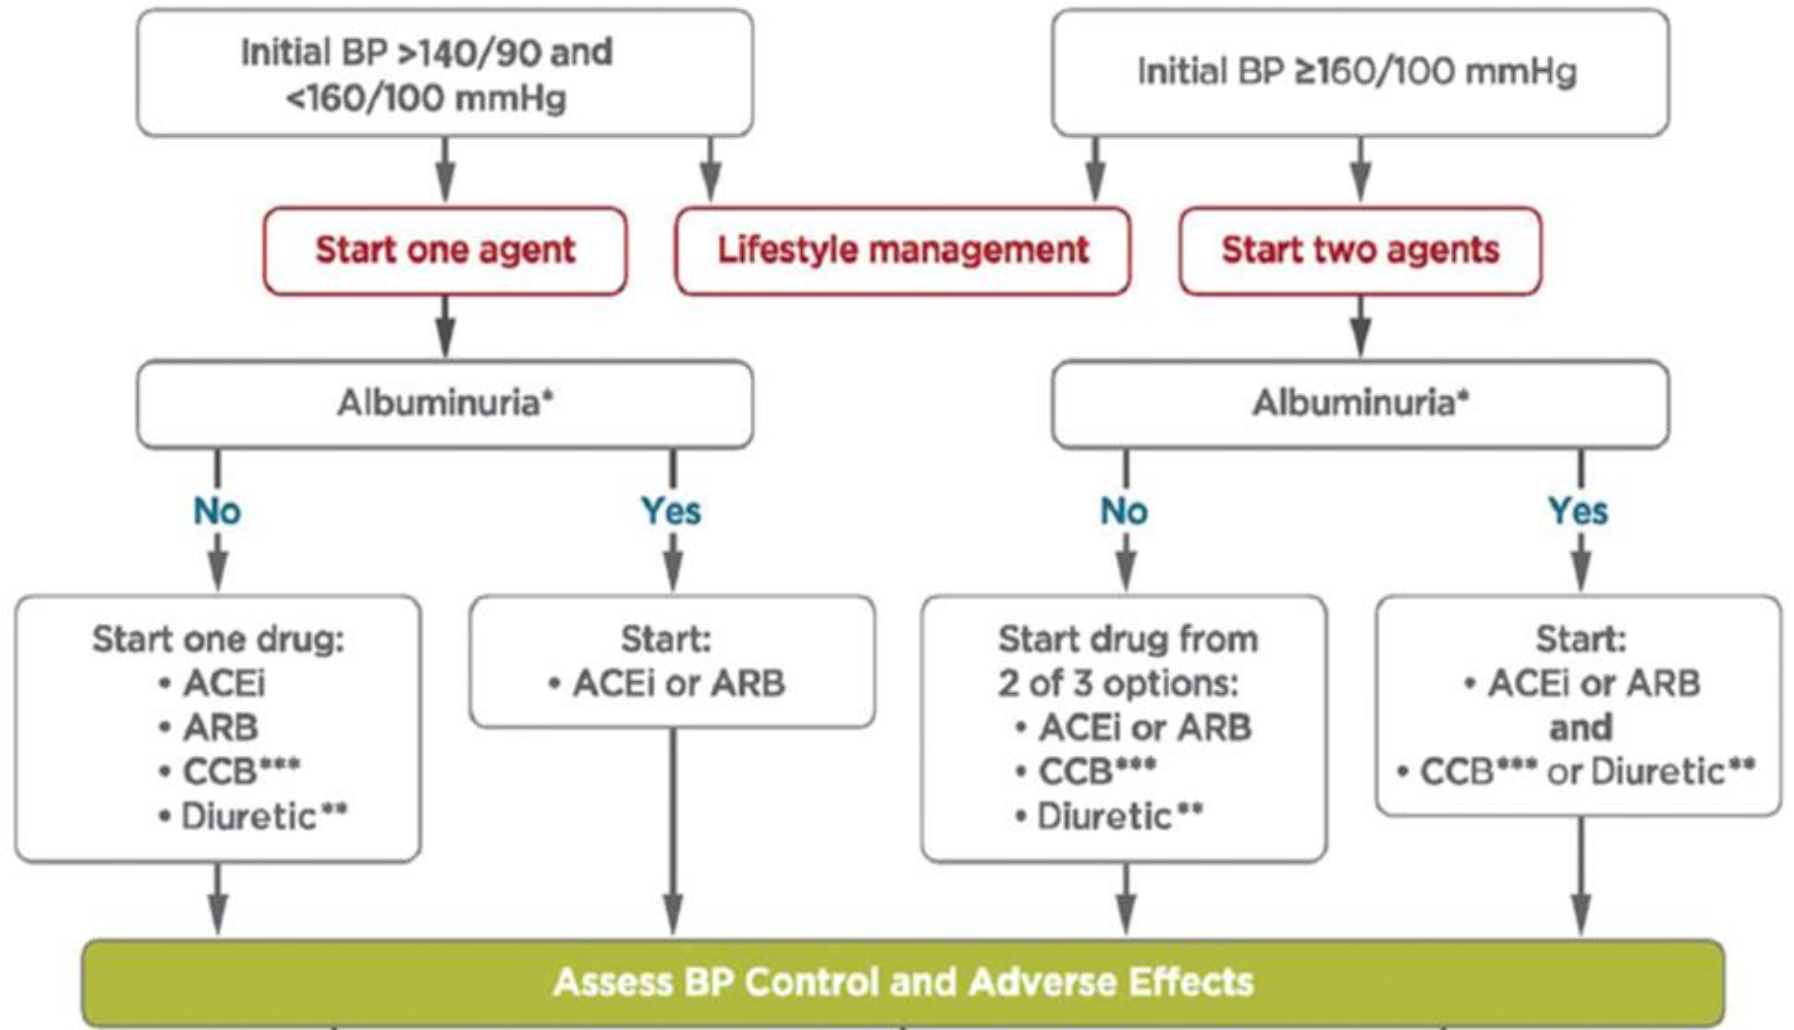 Initial BP >140/90 and
<160/100 mmHg
Initial BP ≥160/100 mmHg
Start one agent
Lifestyle management
Start two agents
Albuminuria*
Albuminuria*
No
Yes
No
Yes
Start one drug:
• ACEi
• ARB
• CCB***
• Diuretic**
Start:
• ACEi or ARB
Start drug from
2 of 3 options:
• ACEi or ARB
• CCB***
• Diuretic**
Start:
• ACEi or ARB
and
• CCB*** or Diuretic**
Assess BP Control and Adverse Effects